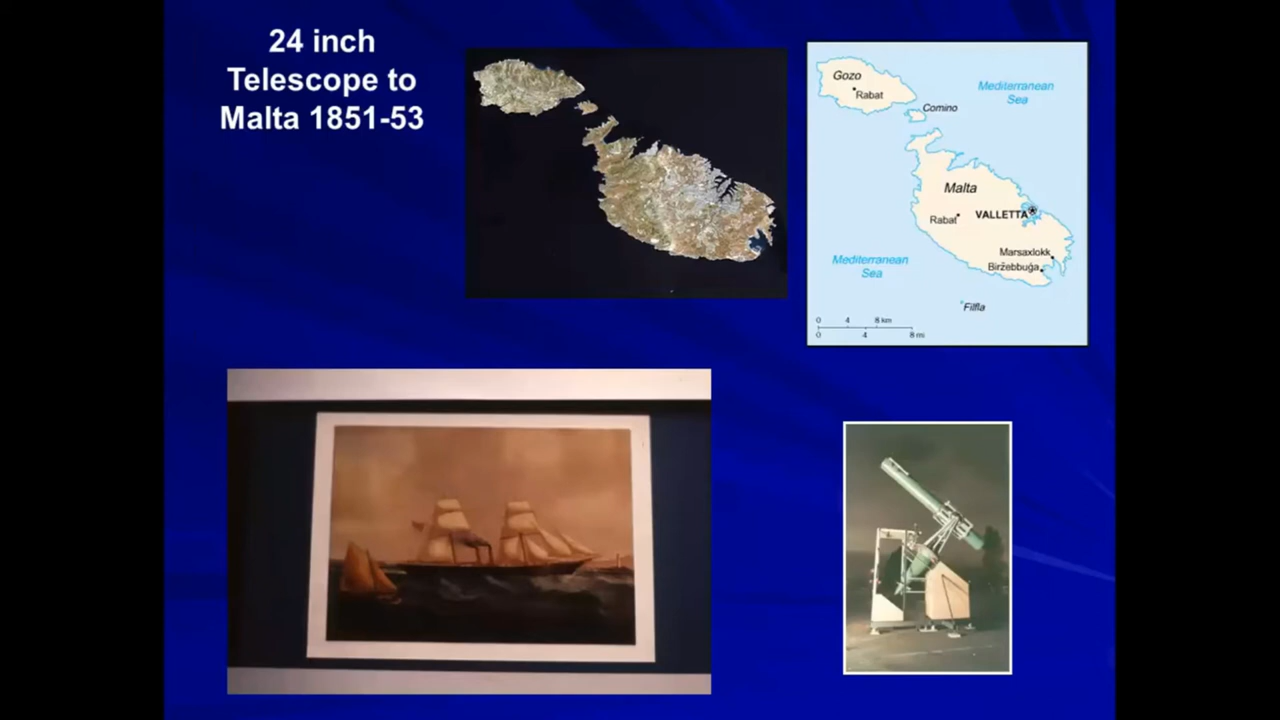 24 inch
Telescope to
Malta 1851-53
Gozo
Rabat
Mediterranean
Sea
Comino
Malta
Rabat
VALLETTA
Marsaxlokk
Biržebbuġa
Mediterranean
Sea
Filfla
0 4 8 km
0 4 8 mi